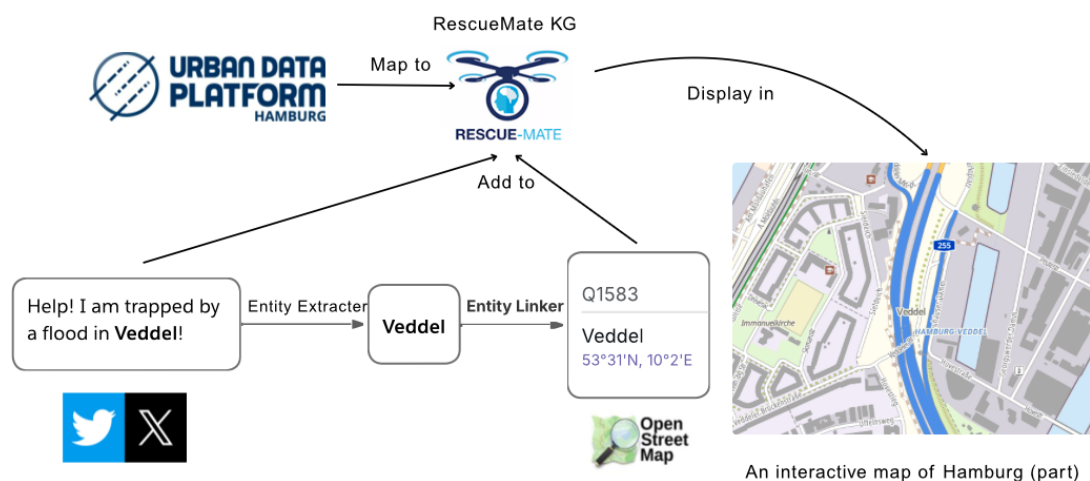 RescueMate KG
URBAN DATA
PLATFORM
HAMBURG
Map to
RESCUE-MATE
Display in
Add to
Help! I am trapped by
a flood in Veddel!
Entity Extracter
Veddel
Entity Linker
Q1583
Veddel
53°31'N, 10°2'E
Open
Street
Map
255
Veddel
HAMBURG-VEDDEL
Immanuelkirche
An interactive map of Hamburg (part)